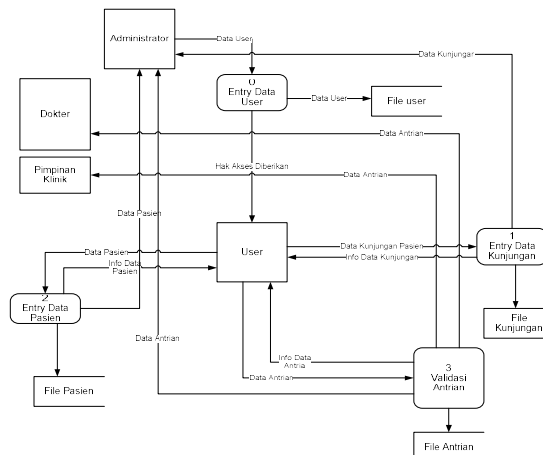 Administrator
Data User
Data Kunjungan
0
Entry Data
User
Data User
File user
Dokter
Data Antrian
Pimpinan
Klinik
Hak Akses Diberikan
Data Antrian
Data Pasien
User
Data Kunjungan Pasien
Info Data Kunjungan
1
Entry Data
Kunjungan
Data Pasien
Info Data
Pasien
2
Entry Data
Pasien
File
Kunjungan
Data Antrian
Info Data
Antria
Data Antrian
3
Validasi
Antrian
File Pasien
File Antrian